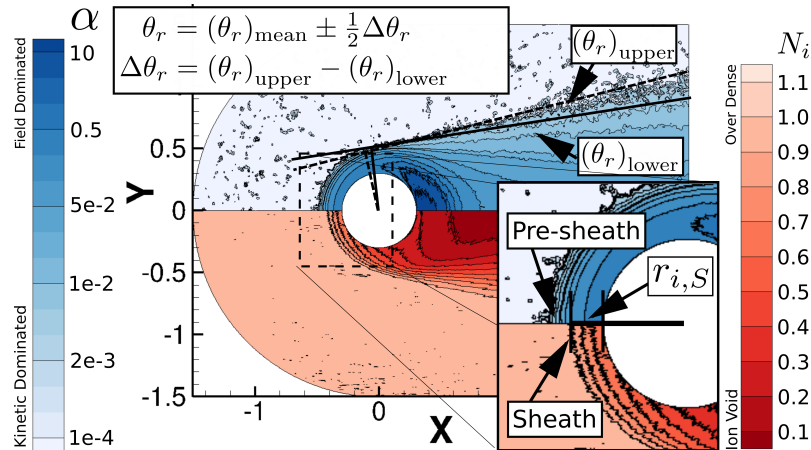 α
θᵣ = (θᵣ)mean ± ½Δθᵣ
Δθᵣ = (θᵣ)upper − (θᵣ)lower
(θᵣ)upper
(θᵣ)lower
Nᵢ
Field Dominated
Kinetic Dominated
10
0.5
5e-2
1e-2
2e-3
1e-4
Y
0.5
0
-0.5
-1
-1.5
-1
0
X
Pre-sheath
rᵢ,S
Sheath
Over Dense
Ion Void
1.1
1.0
0.9
0.7
0.6
0.5
0.4
0.3
0.2
0.1